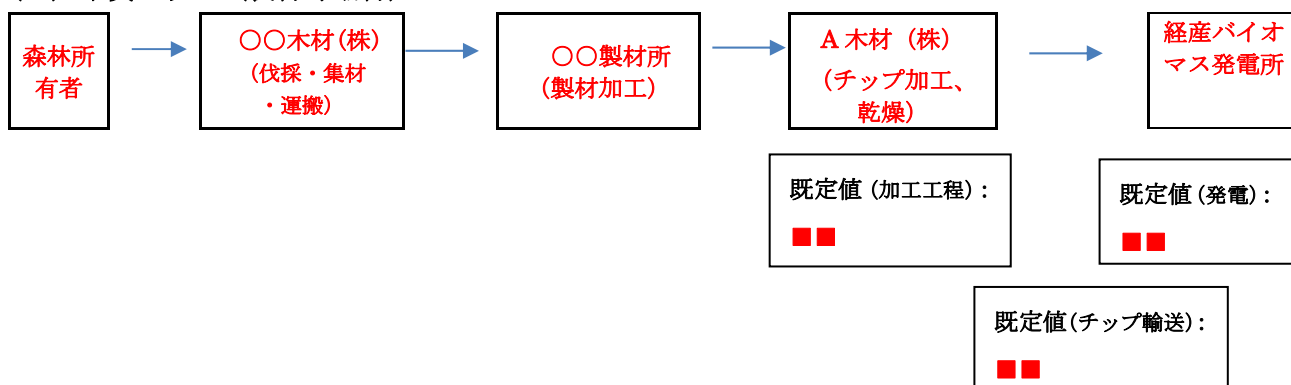 森林所
有者
〇〇木材(株)
(伐採・集材
・運搬)
〇〇製材所
(製材加工)
A 木材 (株)
(チップ加工、
乾燥)
経産バイオ
マス発電所
既定値(加工工程)：
■■
既定値(発電)：
■■
既定値(チップ輸送)：
■■